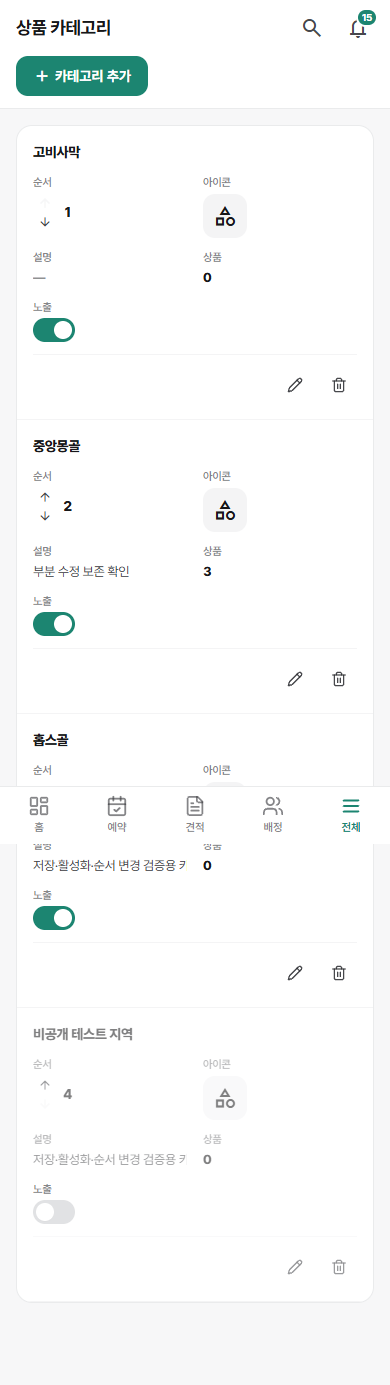 상품 카테고리
15
+ 카테고리 추가
고비사막
순서
아이콘
1
설명
상품
—
0
노출
중앙몽골
순서
아이콘
2
설명
상품
부분 수정 보존 확인
3
노출
홉스골
순서
아이콘
홈
예약
견적
배정
전체
설명
상품
저장·활성화·순서 변경 검증용
0
노출
비공개 테스트 지역
순서
아이콘
4
설명
상품
저장·활성화·순서 변경 검증용
0
노출